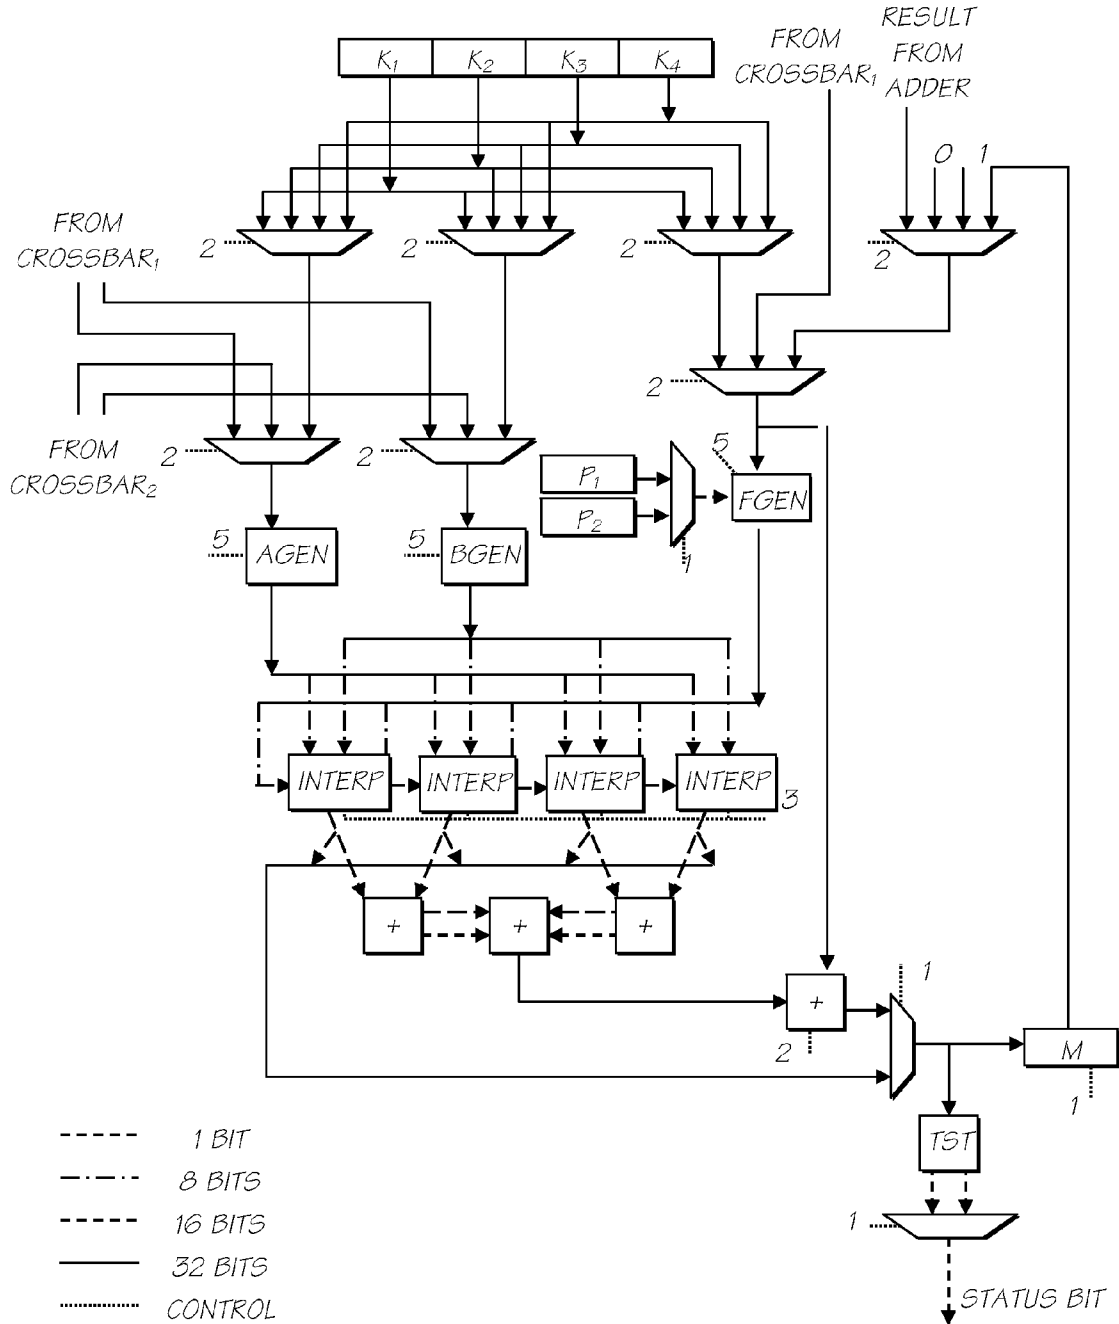 RESULT
FROM
ADDER
FROM
CROSSBAR₁
K₁ K₂ K₃ K₄
0 1
FROM
CROSSBAR₁
2
2
2
2
2
FROM
CROSSBAR₂
2
2
P₁
P₂
1
5
FGEN
5
AGEN
5
BGEN
INTERP
INTERP
INTERP
INTERP
3
+
+
+
+
2
1
M
1
TST
1
STATUS BIT
1 BIT
8 BITS
16 BITS
32 BITS
CONTROL